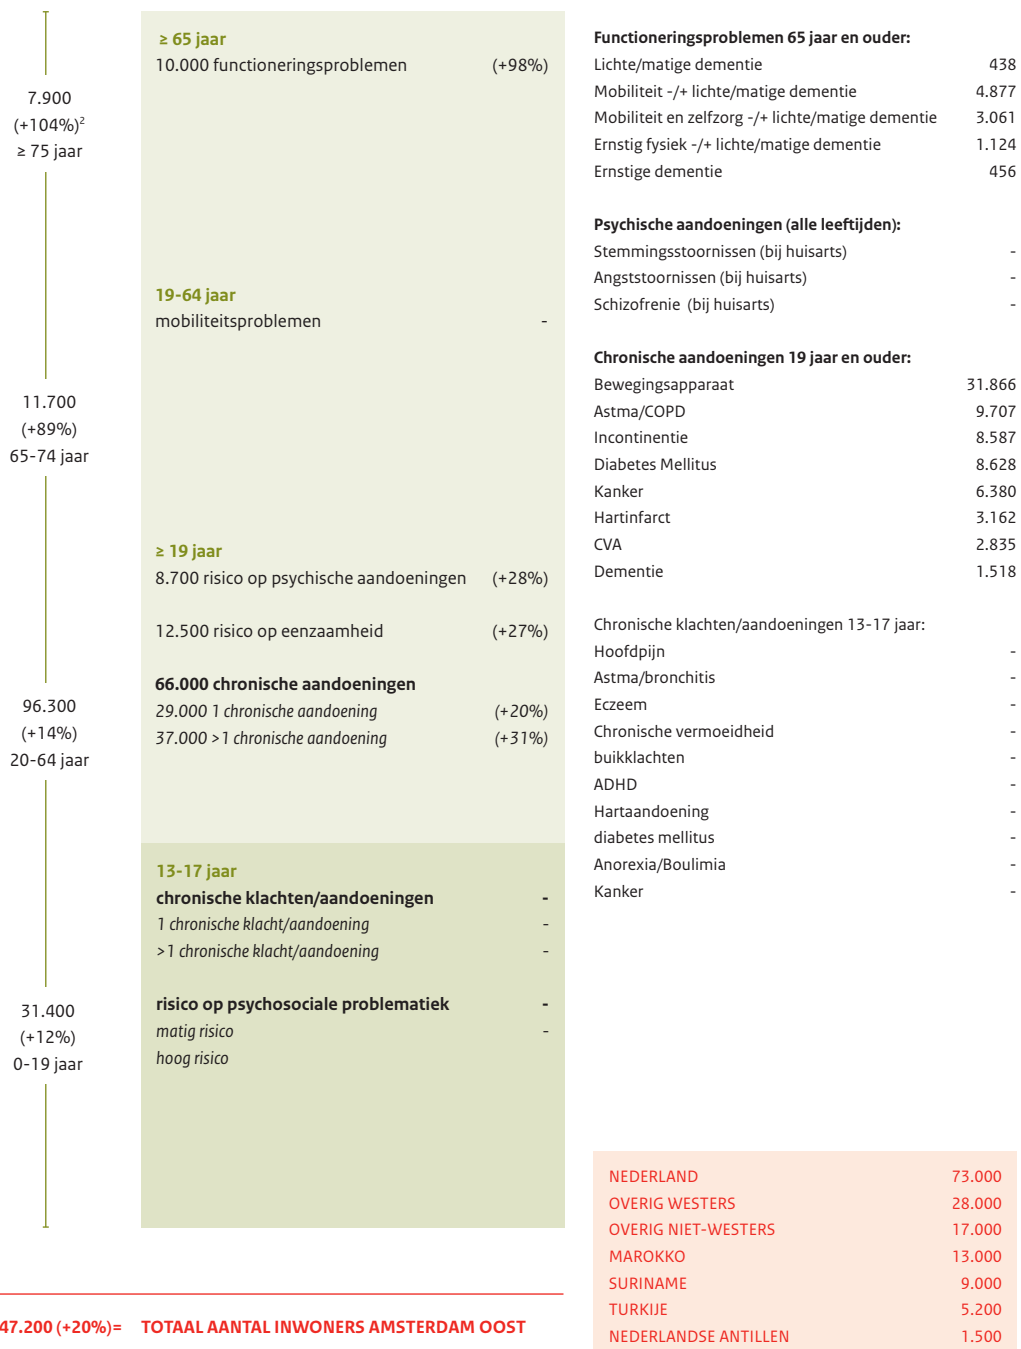 7.900
(+104%)²
≥ 75 jaar
11.700
(+89%)
65-74 jaar
96.300
(+14%)
20-64 jaar
31.400
(+12%)
0-19 jaar
≥ 65 jaar
10.000 functioneringsproblemen (+98%)
19-64 jaar
mobiliteitsproblemen -
≥ 19 jaar
8.700 risico op psychische aandoeningen (+28%)
12.500 risico op eenzaamheid (+27%)
66.000 chronische aandoeningen
29.000 1 chronische aandoening (+20%)
37.000 >1 chronische aandoening (+31%)
13-17 jaar
chronische klachten/aandoeningen -
1 chronische klacht/aandoening -
>1 chronische klacht/aandoening -
risico op psychosociale problematiek -
matig risico -
hoog risico
47.200 (+20%)= TOTAAL AANTAL INWONERS AMSTERDAM OOST
Functioneringsproblemen 65 jaar en ouder:
Lichte/matige dementie 438
Mobiliteit -/+ lichte/matige dementie 4.877
Mobiliteit en zelfzorg -/+ lichte/matige dementie 3.061
Ernstig fysiek -/+ lichte/matige dementie 1.124
Ernstige dementie 456
Psychische aandoeningen (alle leeftijden):
Stemmingsstoornissen (bij huisarts) -
Angststoornissen (bij huisarts) -
Schizofrenie (bij huisarts) -
Chronische aandoeningen 19 jaar en ouder:
Bewegingsapparaat 31.866
Astma/COPD 9.707
Incontinentie 8.587
Diabetes Mellitus 8.628
Kanker 6.380
Hartinfarct 3.162
CVA 2.835
Dementie 1.518
Chronische klachten/aandoeningen 13-17 jaar:
Hoofdpijn -
Astma/bronchitis -
Eczeem -
Chronische vermoeidheid -
buikklachten -
ADHD -
Hartaandoening -
diabetes mellitus -
Anorexia/Boulimia -
Kanker -
NEDERLAND 73.000
OVERIG WESTERS 28.000
OVERIG NIET-WESTERS 17.000
MAROKKO 13.000
SURINAME 9.000
TURKIJE 5.200
NEDERLANDSE ANTILLEN 1.500